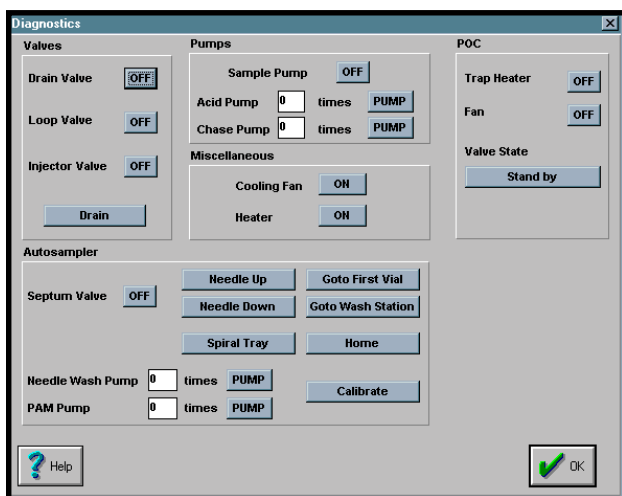 Diagnostics
Valves
Drain Valve OFF
Loop Valve OFF
Injector Valve OFF
Drain
Pumps
Sample Pump OFF
Acid Pump 0 times PUMP
Chase Pump 0 times PUMP
Miscellaneous
Cooling Fan ON
Heater ON
POC
Trap Heater OFF
Fan OFF
Valve State
Stand by
Autosampler
Septum Valve OFF
Needle Up Goto First Vial
Needle Down Goto Wash Station
Spiral Tray Home
Needle Wash Pump 0 times PUMP
PAM Pump 0 times PUMP
Calibrate
? Help
OK